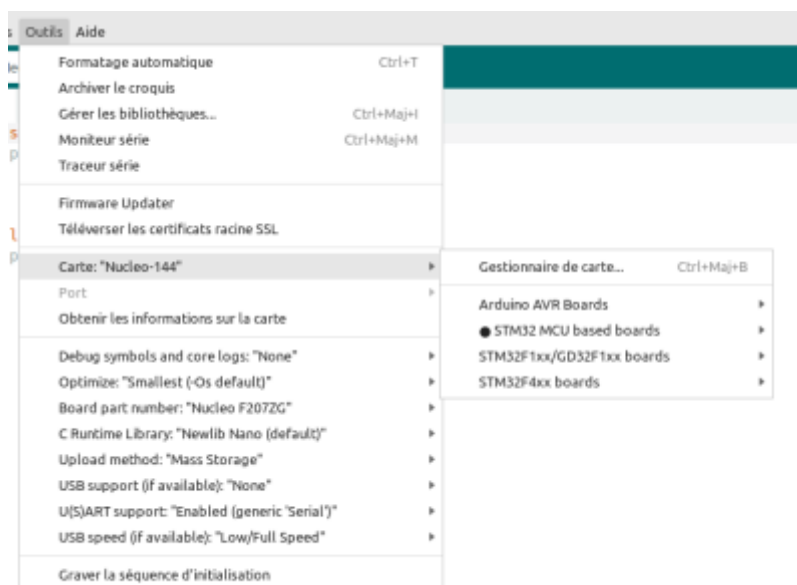 Outils Aide
Formatage automatique Ctrl+T
Archiver le croquis
Gérer les bibliothèques... Ctrl+Maj+I
Moniteur série Ctrl+Maj+M
Traceur série
Firmware Updater
Téléverser les certificats racine SSL
Carte: "Nucleo-144"
Port
Obtenir les informations sur la carte
Debug symbols and core logs: "None"
Optimize: "Smallest (-Os default)"
Board part number: "Nucleo F207ZG"
C Runtime Library: "Newlib Nano (default)"
Upload method: "Mass Storage"
USB support (if available): "None"
U(S)ART support: "Enabled (generic 'Serial')"
USB speed (if available): "Low/Full Speed"
Graver la séquence d'initialisation
Gestionnaire de carte... Ctrl+Maj+B
Arduino AVR Boards
STM32 MCU based boards
STM32F1xx/GD32F1xx boards
STM32F4xx boards